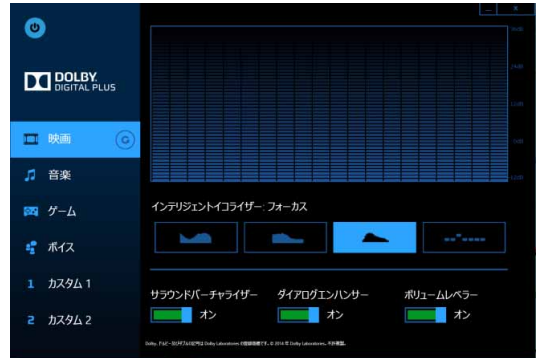 DOLBY
DIGITAL PLUS
映画
G
音楽
ゲーム
ボイス
1 カスタム 1
2 カスタム 2
インテリジェントイコライザー: フォーカス
サラウンドバーチャライザー
オン
ダイアログエンハンサー
オン
ボリュームレベラー
オン